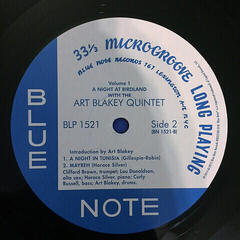 33⅓ MICROGROOVE LONG PLAYING
BLUE NOTE RECORDS 767 LEXINGTON AVE NYC
Volume 1
A NIGHT AT BIRDLAND
WITH THE
ART BLAKEY QUINTET
BLP 1521
Side 2
(BN 1521-B)
Introduction by Art Blakey
1. A NIGHT IN TUNISIA (Gillespie-Robin)
2. MAYREH (Horace Silver)
Clifford Brown, trumpet; Lou Donaldson,
alto sax; Horace Silver, piano; Curly
Russell, bass; Art Blakey, drums.
BLUE
NOTE